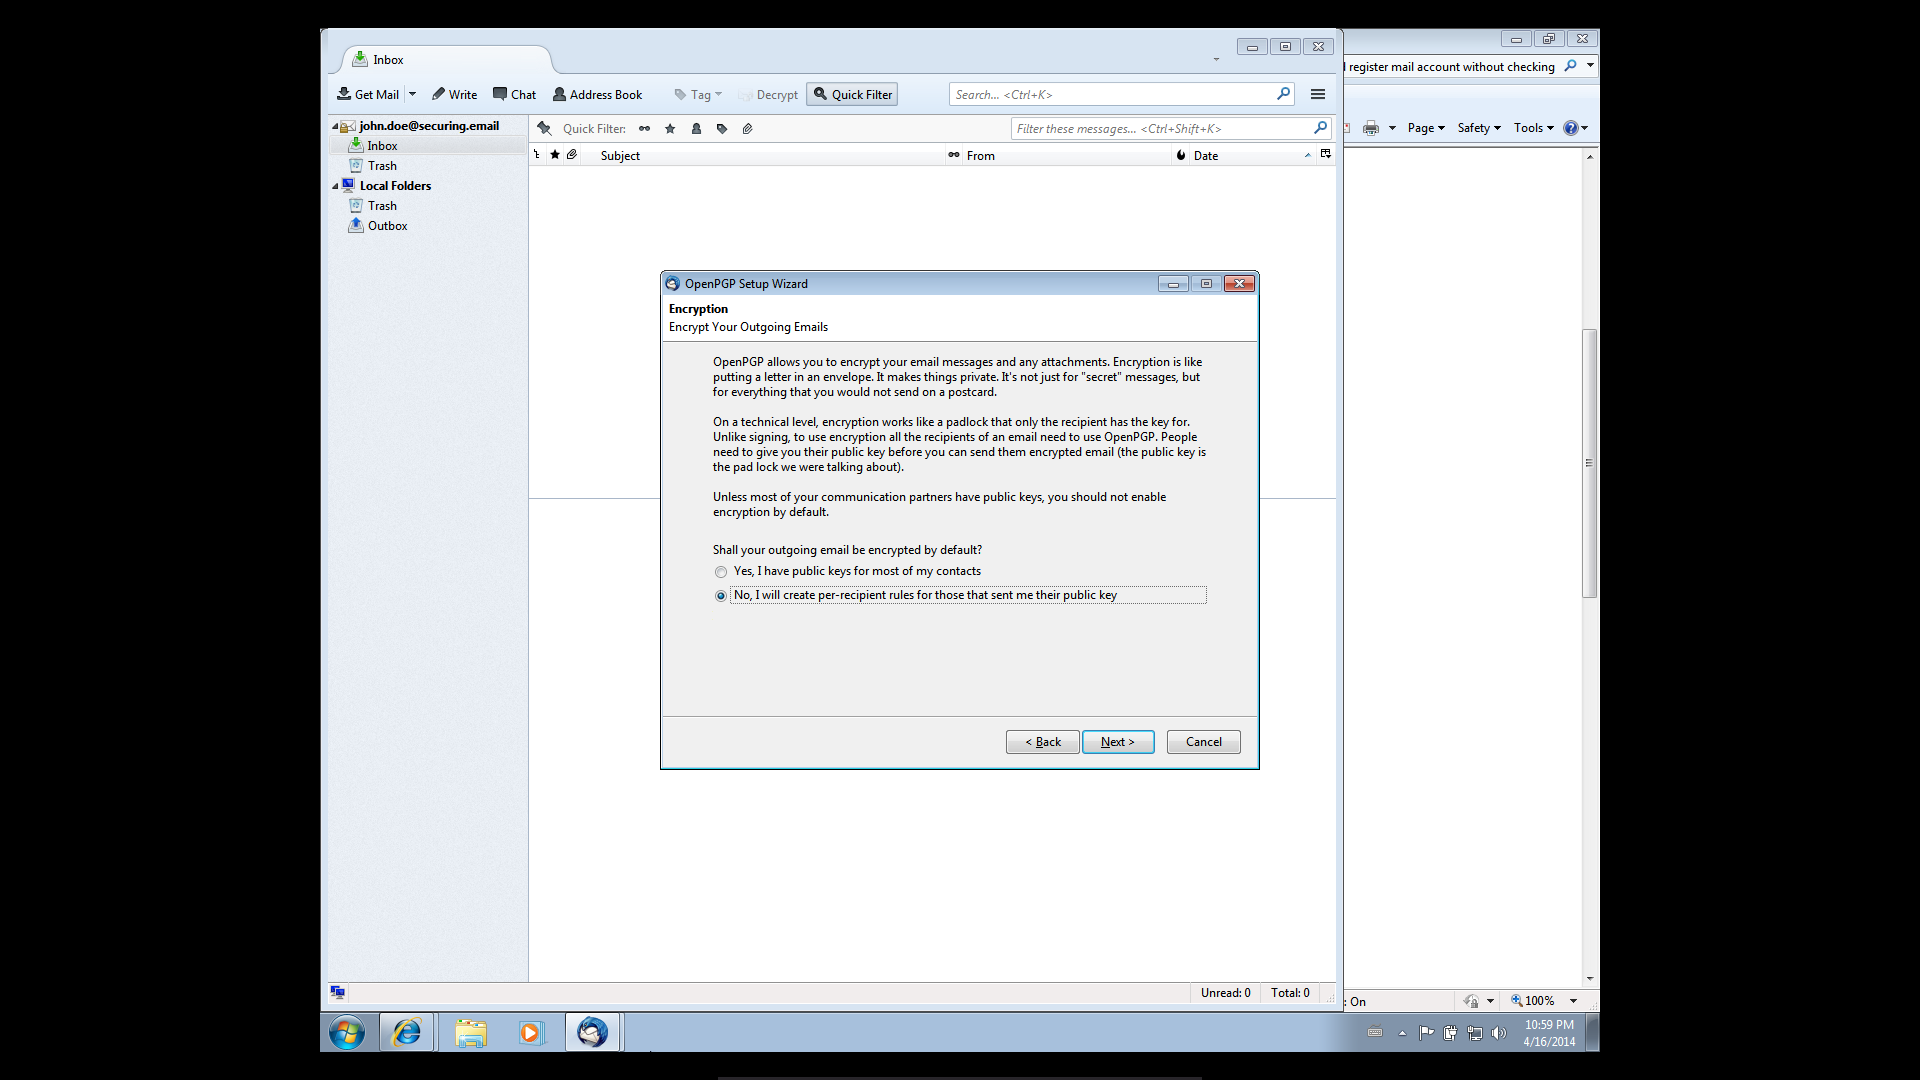 Inbox
Get Mail
Write
Chat
Address Book
Tag
Decrypt
Quick Filter
Search... <Ctrl+K>
john.doe@securing.email
Inbox
Trash
Local Folders
Trash
Outbox
Quick Filter:
Filter these messages... <Ctrl+Shift+K>
Subject
From
Date
register mail account without checking
Page
Safety
Tools
OpenPGP Setup Wizard
Encryption
Encrypt Your Outgoing Emails
OpenPGP allows you to encrypt your email messages and any attachments. Encryption is like
putting a letter in an envelope. It makes things private. It's not just for "secret" messages, but
for everything that you would not send on a postcard.
On a technical level, encryption works like a padlock that only the recipient has the key for.
Unlike signing, to use encryption all the recipients of an email need to use OpenPGP. People
need to give you their public key before you can send them encrypted email (the public key is
the pad lock we were talking about).
Unless most of your communication partners have public keys, you should not enable
encryption by default.
Shall your outgoing email be encrypted by default?
Yes, I have public keys for most of my contacts
No, I will create per-recipient rules for those that sent me their public key
< Back
Next >
Cancel
Unread: 0
Total: 0
: On
100%
10:59 PM
4/16/2014